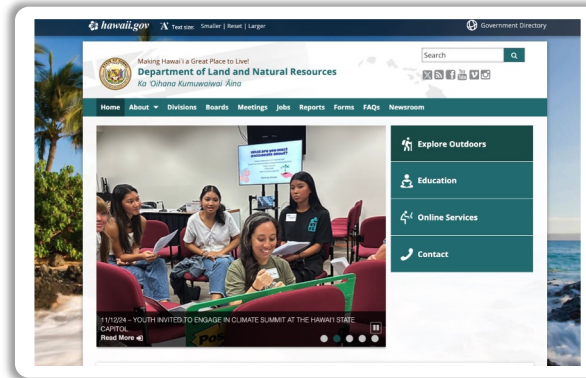 hawaii.gov
Text size: Smaller | Reset | Larger
Government Directory
Making Hawaiʻi a Great Place to Live!
Department of Land and Natural Resources
Ka ʻOihana Kumuwaiwai ʻĀina
Search
Home About Divisions Boards Meetings Jobs Reports Forms FAQs Newsroom
Explore Outdoors
Education
Online Services
Contact
11/12/24 – YOUTH INVITED TO ENGAGE IN CLIMATE SUMMIT AT THE HAWAIʻI STATE
CAPITOL
Read More